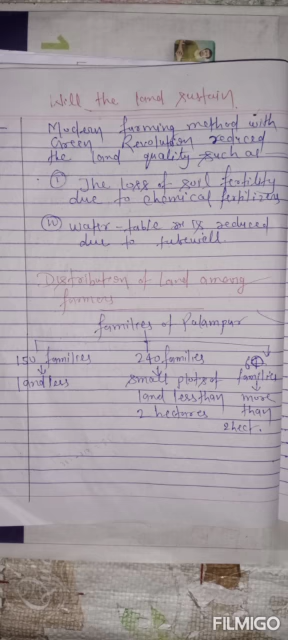 1
Will the land sustain
Modern farming method with
Green Revolution reduced
the land quality such as
(i) The loss of soil fertility
due to chemical fertilizers
(ii) water-table is reduced
due to tubewell.
Distribution of land among
farmers
families of Palampur
150 families 240 families 60
landless small plots of families
land less than more
2 hectares than
2hect.
1
FILMIGO